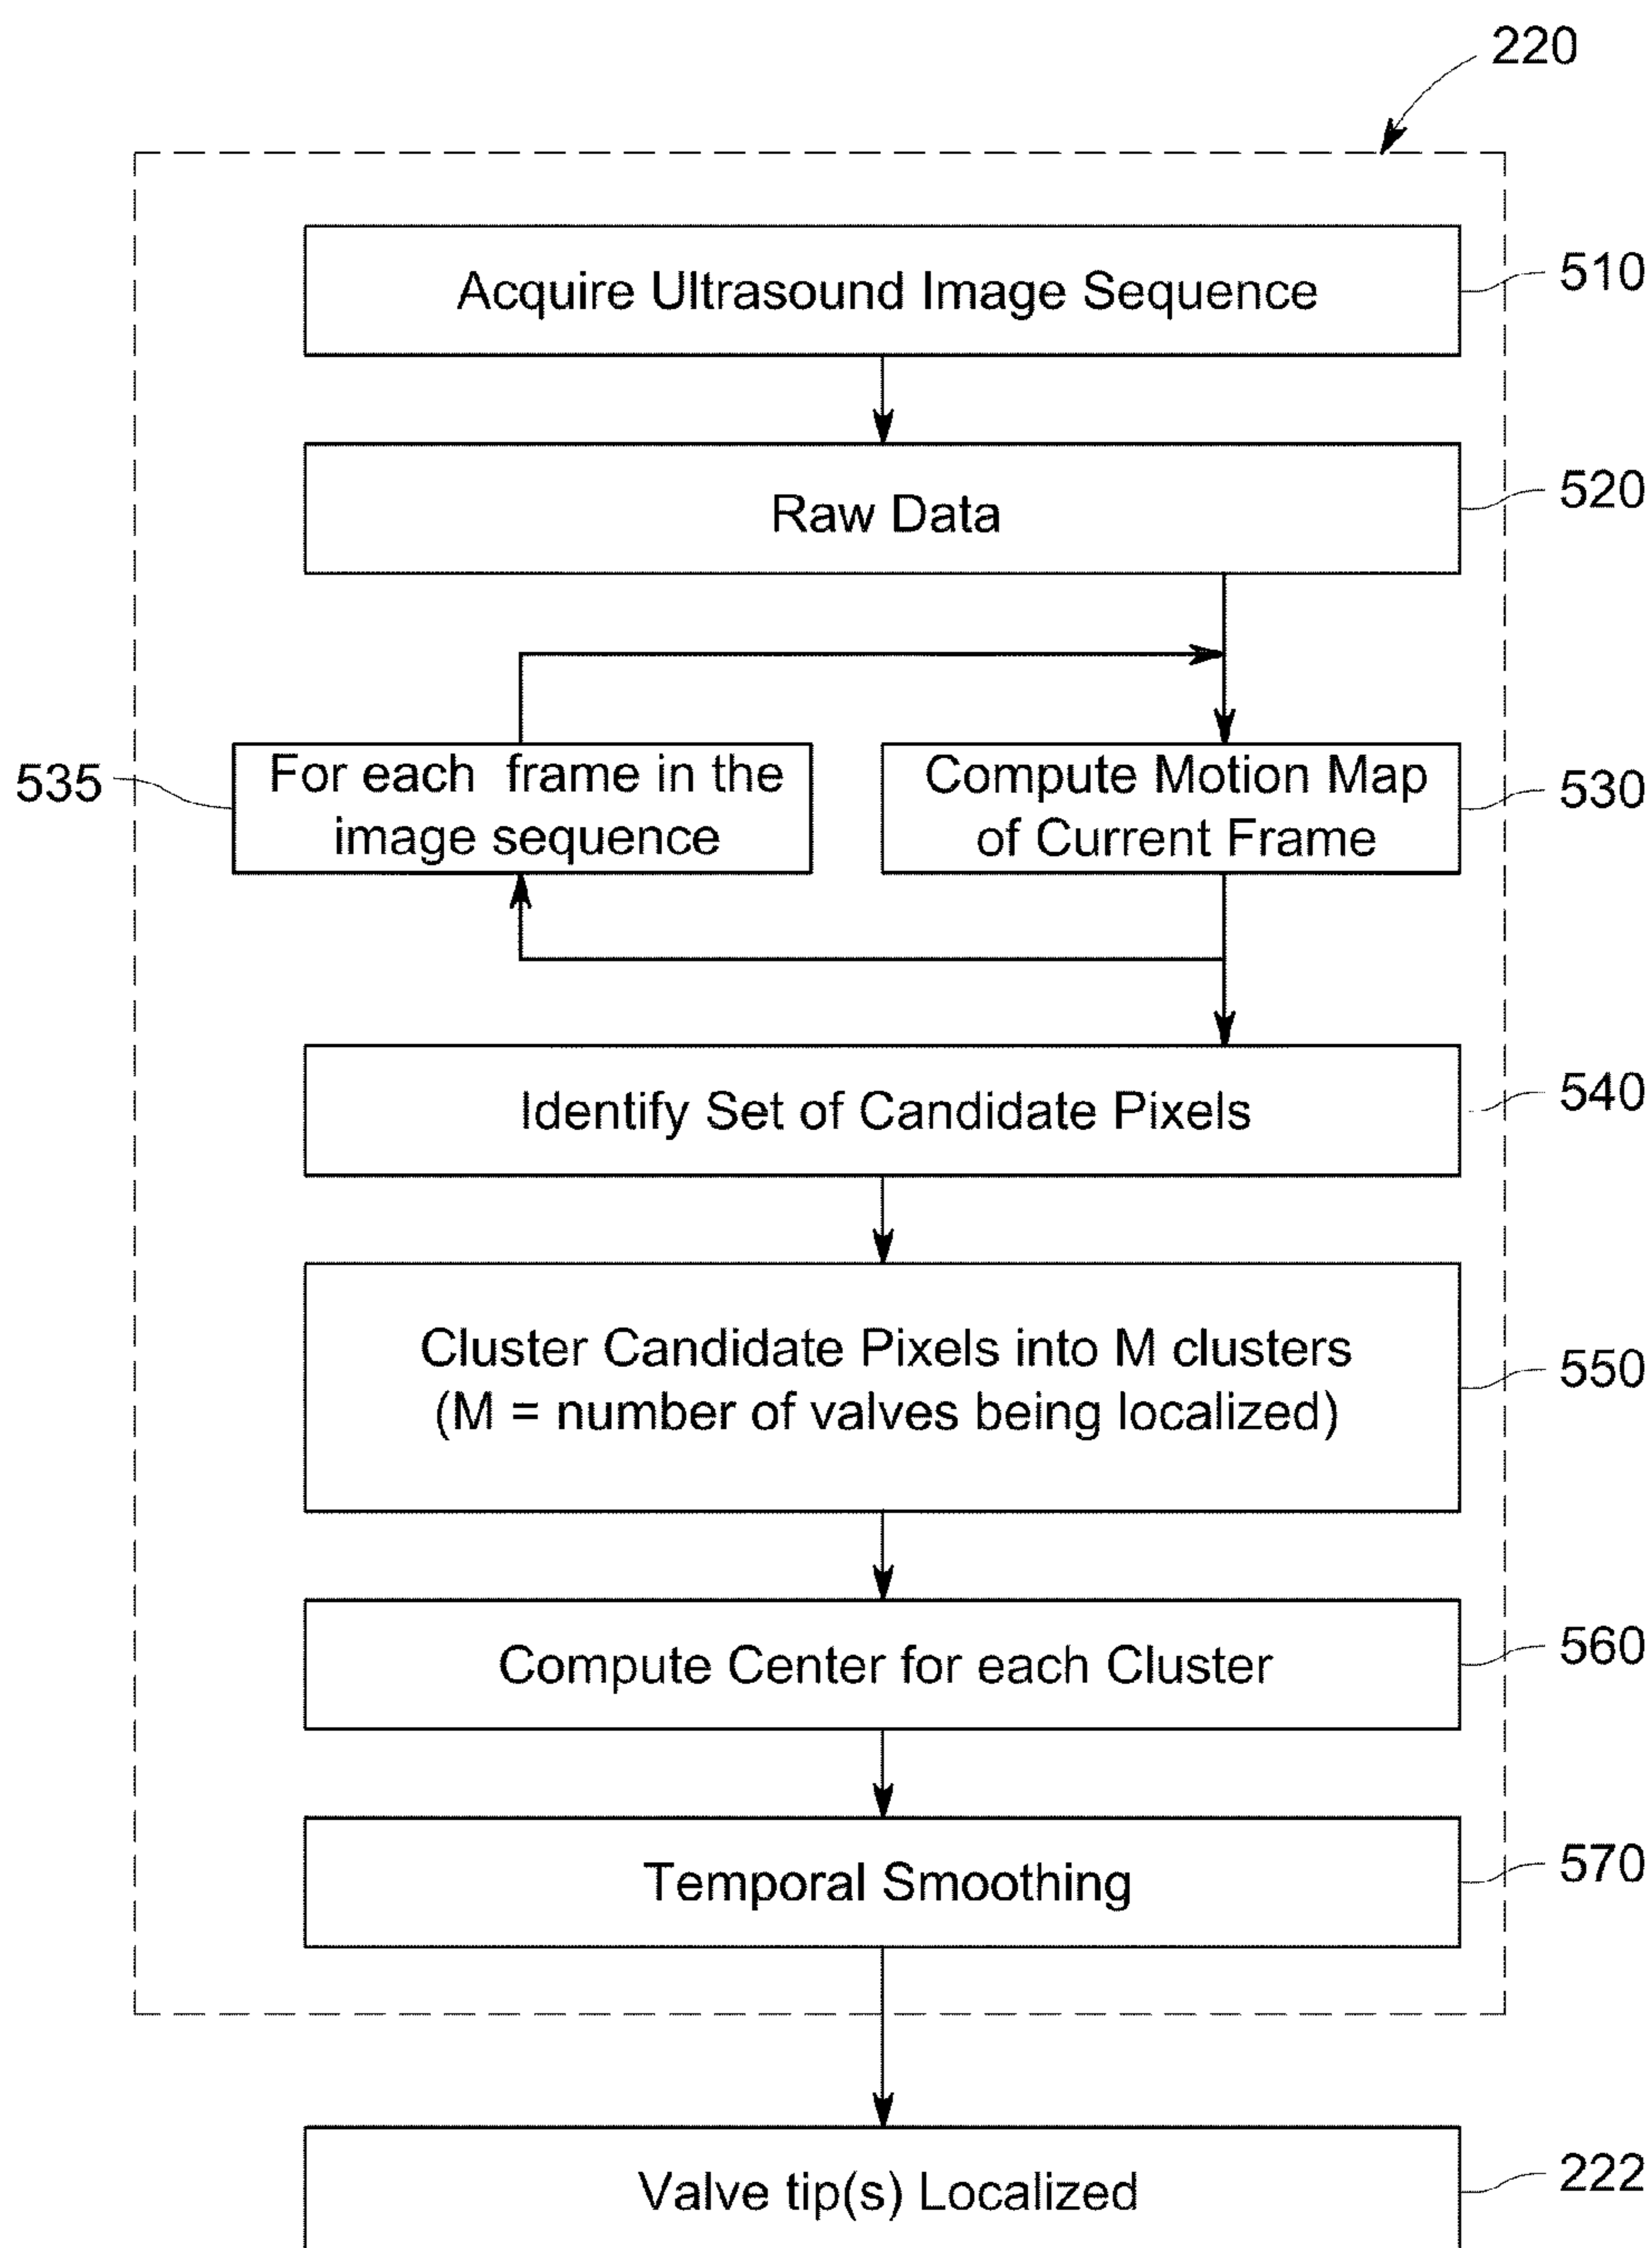 220
Acquire Ultrasound Image Sequence
510
Raw Data
520
535
For each frame in the
image sequence
Compute Motion Map
of Current Frame
530
Identify Set of Candidate Pixels
540
Cluster Candidate Pixels into M clusters
(M = number of valves being localized)
550
Compute Center for each Cluster
560
Temporal Smoothing
570
Valve tip(s) Localized
222